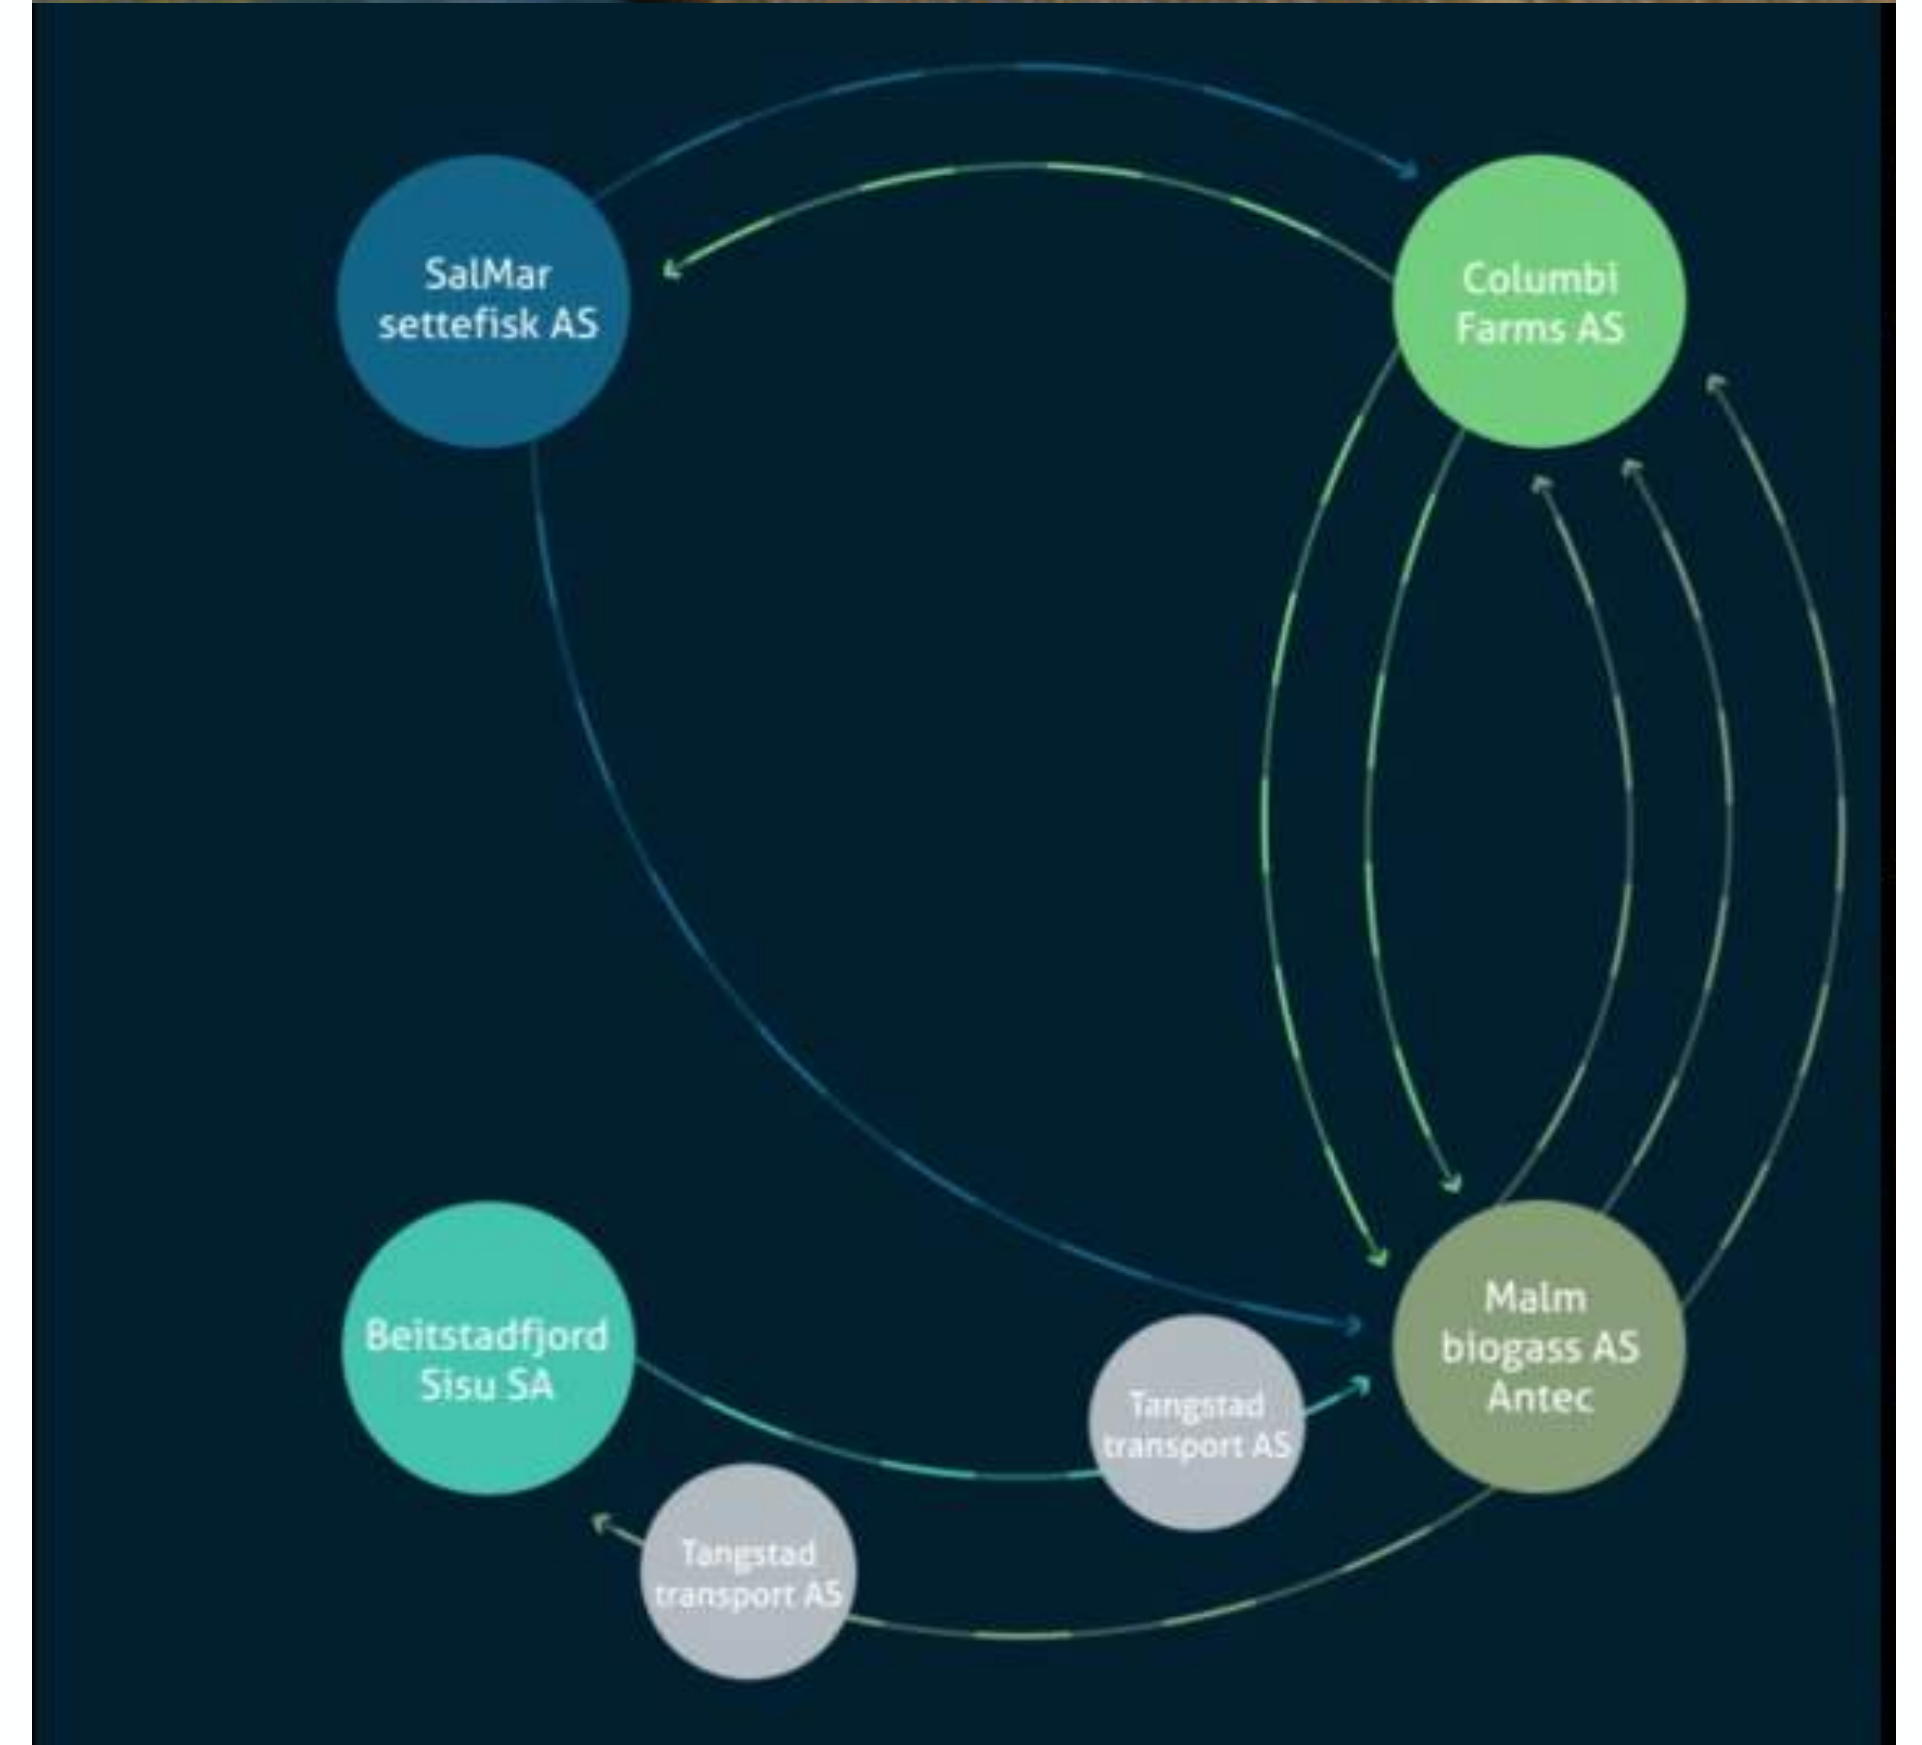 SalMar
settefisk AS
Columbi
Farms AS
Beitstadfjord
Sisu SA
Malm
biogass AS
Antec
Tangstad
transport AS
Tangstad
transport AS